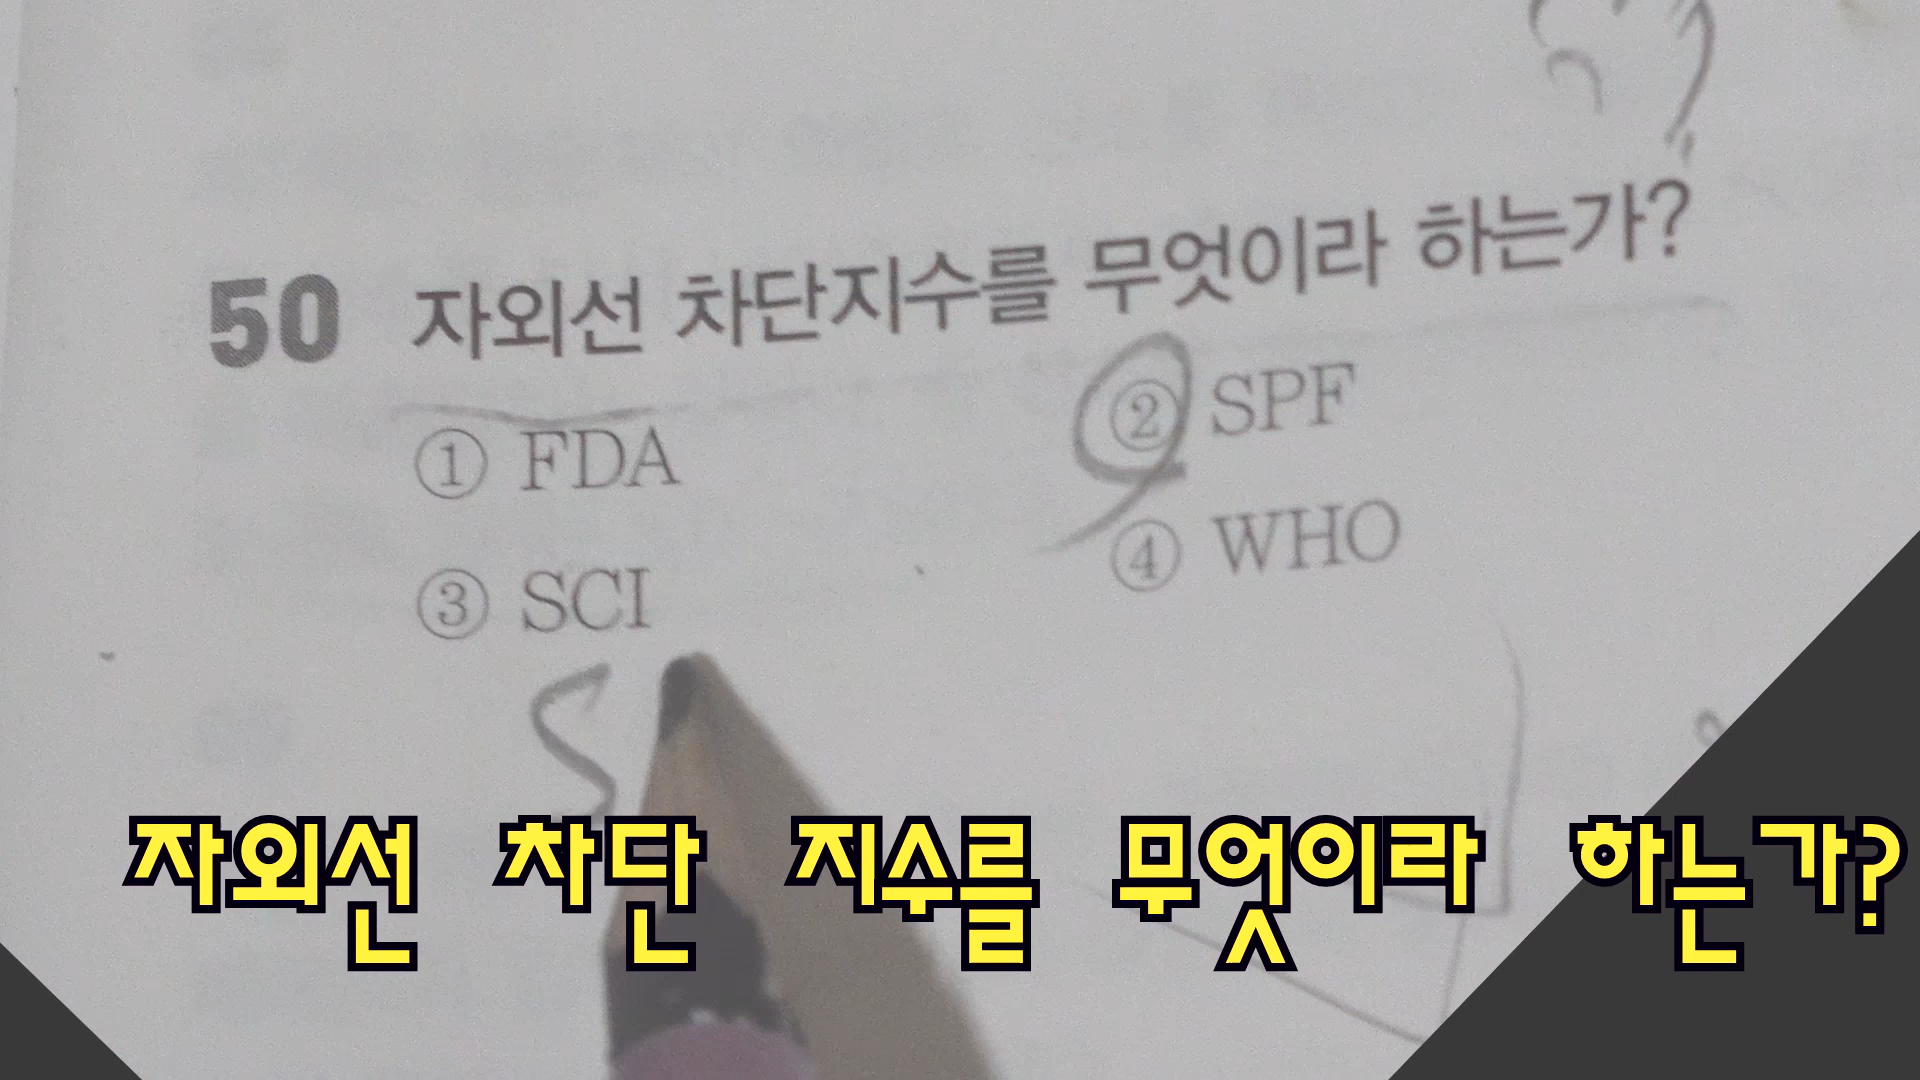 50 자외선 차단지수를 무엇이라 하는가?
① FDA ② SPF
③ SCI ④ WHO
S
자외선 차단 지수를 무엇이라 하는가?